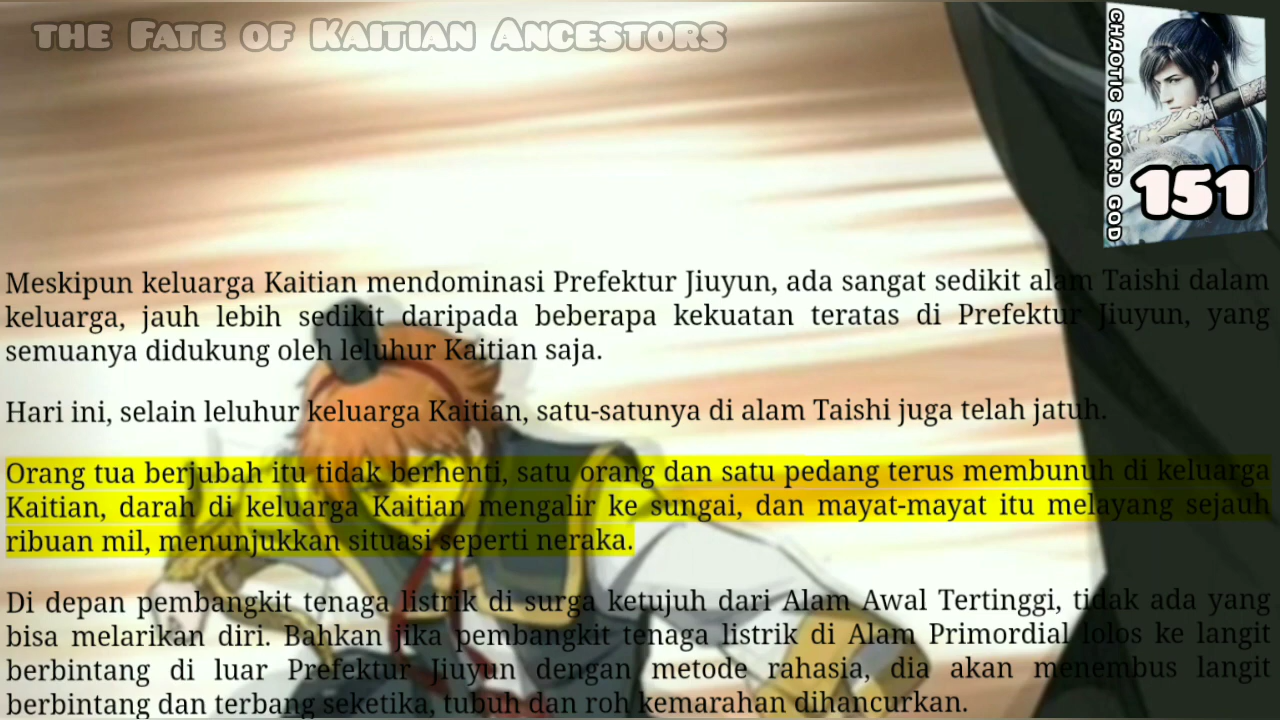 the Fate of Kaitian Ancestors
CHAOTIC SWORD GOD
151
Meskipun keluarga Kaitian mendominasi Prefektur Jiuyun, ada sangat sedikit alam Taishi dalam
keluarga, jauh lebih sedikit daripada beberapa kekuatan teratas di Prefektur Jiuyun, yang
semuanya didukung oleh leluhur Kaitian saja.
Hari ini, selain leluhur keluarga Kaitian, satu-satunya di alam Taishi juga telah jatuh.
Orang tua berjubah itu tidak berhenti, satu orang dan satu pedang terus membunuh di keluarga
Kaitian, darah di keluarga Kaitian mengalir ke sungai, dan mayat-mayat itu melayang sejauh
ribuan mil, menunjukkan situasi seperti neraka.
Di depan pembangkit tenaga listrik di surga ketujuh dari Alam Awal Tertinggi, tidak ada yang
bisa melarikan diri. Bahkan jika pembangkit tenaga listrik di Alam Primordial lolos ke langit
berbintang di luar Prefektur Jiuyun dengan metode rahasia, dia akan menembus langit
berbintang dan terbang seketika, tubuh dan roh kemarahan dihancurkan.